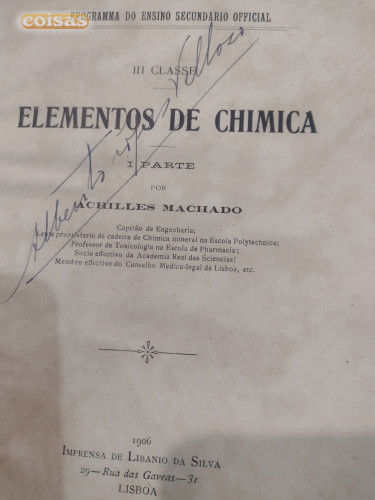 coisas
PROGRAMMA DO ENSINO SECUNDARIO OFFICIAL
III CLASSE
ELEMENTOS DE CHIMICA
I PARTE
POR
ACHILLES MACHADO
Capitão de Engenheria;
Lente proprietario da cadeira de Chimica mineral na Escola Polytechnica;
Professor de Toxicologia na Escola de Pharmacia;
Socio effectivo da Academia Real das Sciencias;
Membro effectivo do Conselho Medico-legal de Lisboa, etc.
Alberto Velloso
1906
IMPRENSA DE LIBANIO DA SILVA
29—Rua das Gaveas—31
LISBOA